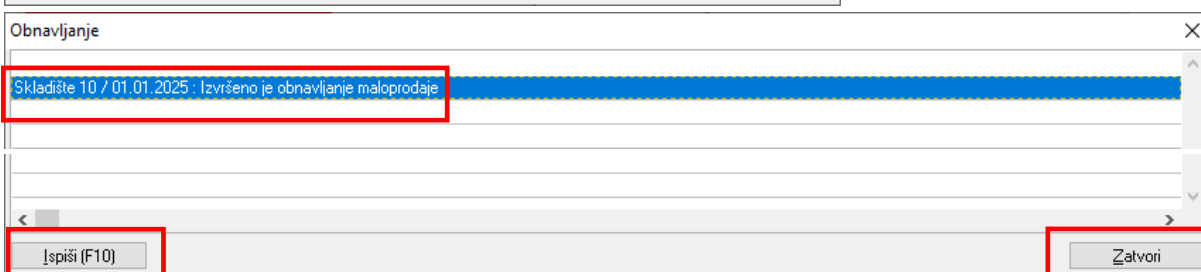 Obnavljanje
Skladište 10 / 01.01.2025 : Izvršeno je obnavljanje maloprodaje
Ispiši (F10)
Zatvori